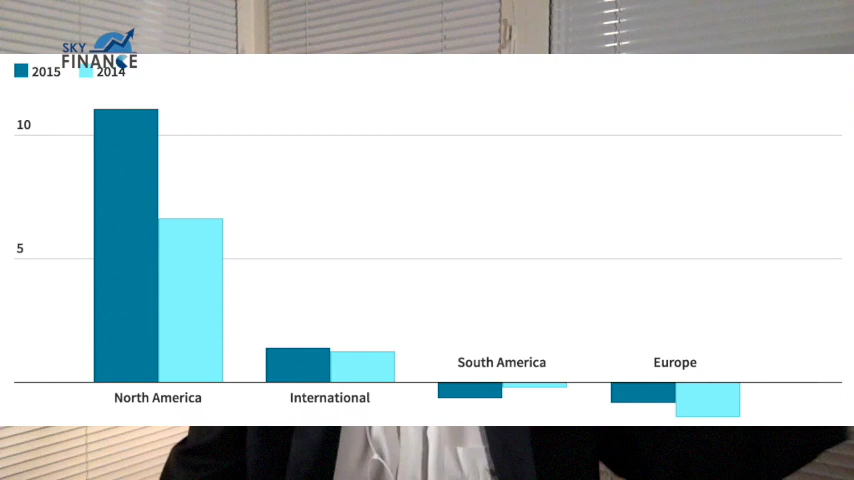 SKY
FINANCE
2015 2014
10
5
South America Europe
North America International